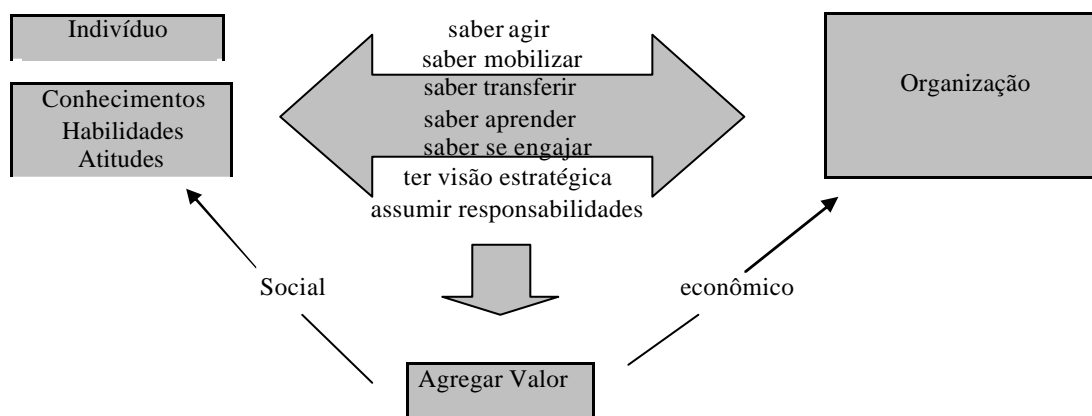 Indivíduo
Conhecimentos
Habilidades
Atitudes
saber agir
saber mobilizar
saber transferir
saber aprender
saber se engajar
ter visão estratégica
assumir responsabilidades
Organização
Social
econômico
Agregar Valor